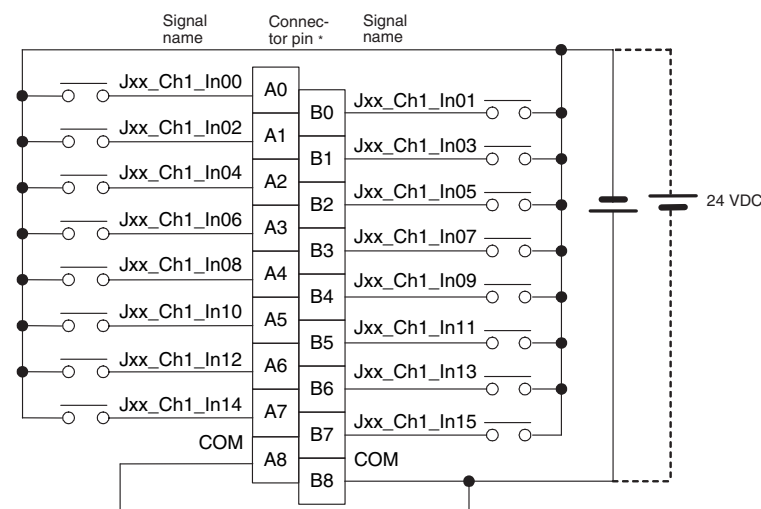 Signal name
Connec-tor pin *
Signal name
Jxx_Ch1_In00
A0
B0
Jxx_Ch1_In01
Jxx_Ch1_In02
A1
B1
Jxx_Ch1_In03
Jxx_Ch1_In04
A2
B2
Jxx_Ch1_In05
24 VDC
Jxx_Ch1_In06
A3
B3
Jxx_Ch1_In07
Jxx_Ch1_In08
A4
B4
Jxx_Ch1_In09
Jxx_Ch1_In10
A5
B5
Jxx_Ch1_In11
Jxx_Ch1_In12
A6
B6
Jxx_Ch1_In13
Jxx_Ch1_In14
A7
B7
Jxx_Ch1_In15
COM
A8
B8
COM